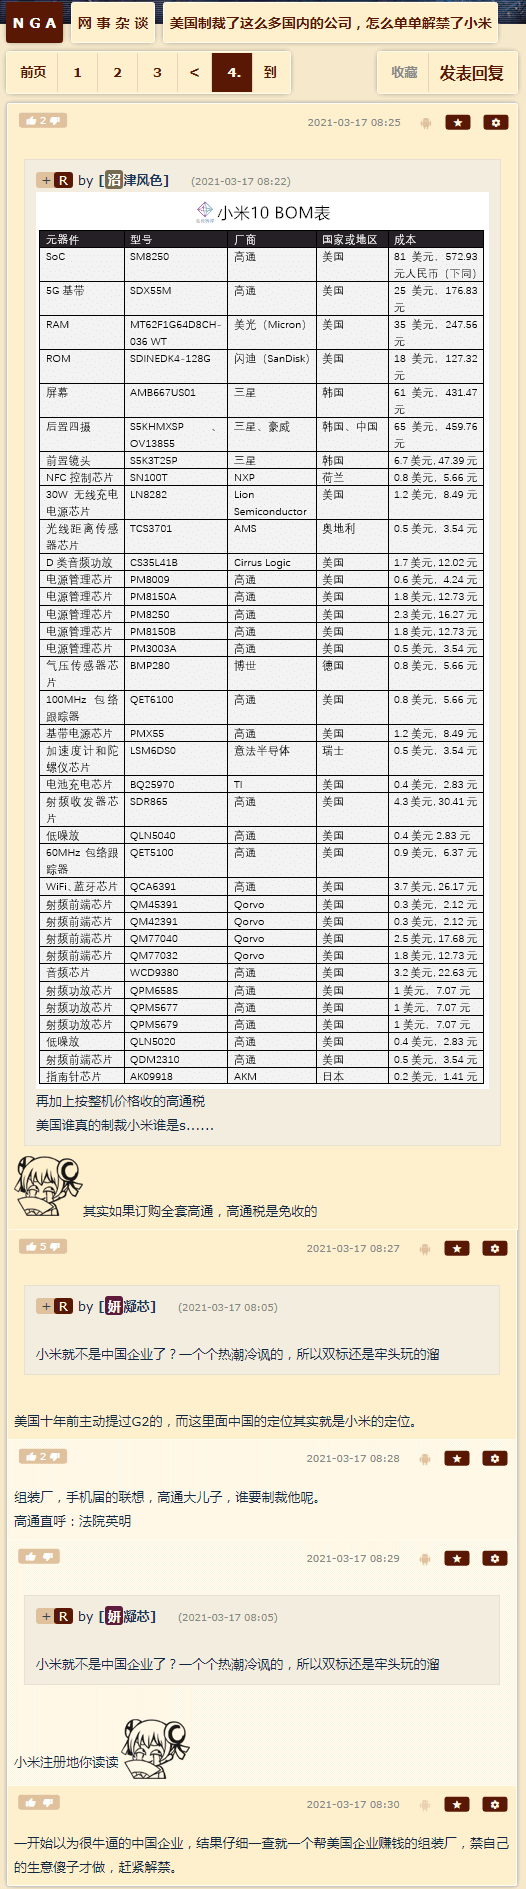 NGA 网事杂谈 美国制裁了这么多国内的公司，怎么单单解禁了小米
前页 1 2 3 < 4. 到 收藏 发表回复
2 2021-03-17 08:25
+ R by [沼津风色] (2021-03-17 08:22)
小米10 BOM表
元器件 型号 厂商 国家或地区 成本
SoC SM8250 高通 美国 81 美元，572.93
元人民币（下同）
5G 基带 SDX55M 高通 美国 25 美元，176.83
元
RAM MT62F1G64D8CH- 美光（Micron） 美国 35 美元，247.56
036 WT 元
ROM SDINEDK4-128G 闪迪（SanDisk） 美国 18 美元，127.32
元
屏幕 AMB667US01 三星 韩国 61 美元，431.47
元
后置四摄 S5KHMXSP 、 三星、豪威 韩国、中国 65 美元，459.76
OV13855 元
前置镜头 S5K3T25P 三星 韩国 6.7 美元, 47.39 元
NFC 控制芯片 SN100T NXP 荷兰 0.8 美元，5.66 元
30W 无线充电 LN8282 Lion 美国 1.2 美元，8.49 元
电源芯片 Semiconductor
光线距离传感 TCS3701 AMS 奥地利 0.5 美元，3.54 元
器芯片
D 类音频功放 CS35L41B Cirrus Logic 美国 1.7 美元, 12.02 元
电源管理芯片 PM8009 高通 美国 0.6 美元，4.24 元
电源管理芯片 PM8150A 高通 美国 1.8 美元, 12.73 元
电源管理芯片 PM8250 高通 美国 2.3 美元, 16.27 元
电源管理芯片 PM8150B 高通 美国 1.8 美元, 12.73 元
电源管理芯片 PM3003A 高通 美国 0.5 美元，3.54 元
气压传感器芯 BMP280 博世 德国 0.8 美元，5.66 元
片
100MHz 包络 QET6100 高通 美国 0.8 美元，5.66 元
跟踪器
基带电源芯片 PMX55 高通 美国 1.2 美元，8.49 元
加速度计和陀 LSM6DS0 意法半导体 瑞士 0.5 美元，3.54 元
螺仪芯片
电池充电芯片 BQ25970 TI 美国 0.4 美元，2.83 元
射频收发器芯 SDR865 高通 美国 4.3 美元, 30.41 元
片
低噪放 QLN5040 高通 美国 0.4 美元 2.83 元
60MHz 包络跟 QET5100 高通 美国 0.9 美元，6.37 元
踪器
WiFi、蓝牙芯片 QCA6391 高通 美国 3.7 美元, 26.17 元
射频前端芯片 QM45391 Qorvo 美国 0.3 美元，2.12 元
射频前端芯片 QM42391 Qorvo 美国 0.3 美元，2.12 元
射频前端芯片 QM77040 Qorvo 美国 2.5 美元, 17.68 元
射频前端芯片 QM77032 Qorvo 美国 1.8 美元, 12.73 元
音频芯片 WCD9380 高通 美国 3.2 美元, 22.63 元
射频功放芯片 QPM6585 高通 美国 1 美元，7.07 元
射频功放芯片 QPM5677 高通 美国 1 美元，7.07 元
射频功放芯片 QPM5679 高通 美国 1 美元，7.07 元
低噪放 QLN5020 高通 美国 0.4 美元，2.83 元
射频前端芯片 QDM2310 高通 美国 0.5 美元，3.54 元
指南针芯片 AK09918 AKM 日本 0.2 美元，1.41 元
再加上按整机价格收的高通税
美国谁真的制裁小米谁是s……
其实如果订购全套高通，高通税是免收的
5 2021-03-17 08:27
+ R by [妍凝芯] (2021-03-17 08:05)
小米就不是中国企业了？一个个热潮冷讽的，所以双标还是牢头玩的溜
美国十年前主动提过G2的，而这里面中国的定位其实就是小米的定位。
2 2021-03-17 08:28
组装厂，手机届的联想，高通大儿子，谁要制裁他呢。
高通直呼：法院英明
2021-03-17 08:29
+ R by [妍凝芯] (2021-03-17 08:05)
小米就不是中国企业了？一个个热潮冷讽的，所以双标还是牢头玩的溜
小米注册地你读读
2021-03-17 08:30
一开始以为很牛逼的中国企业，结果仔细一查就一个帮美国企业赚钱的组装厂，禁自己
的生意傻子才做，赶紧解禁。